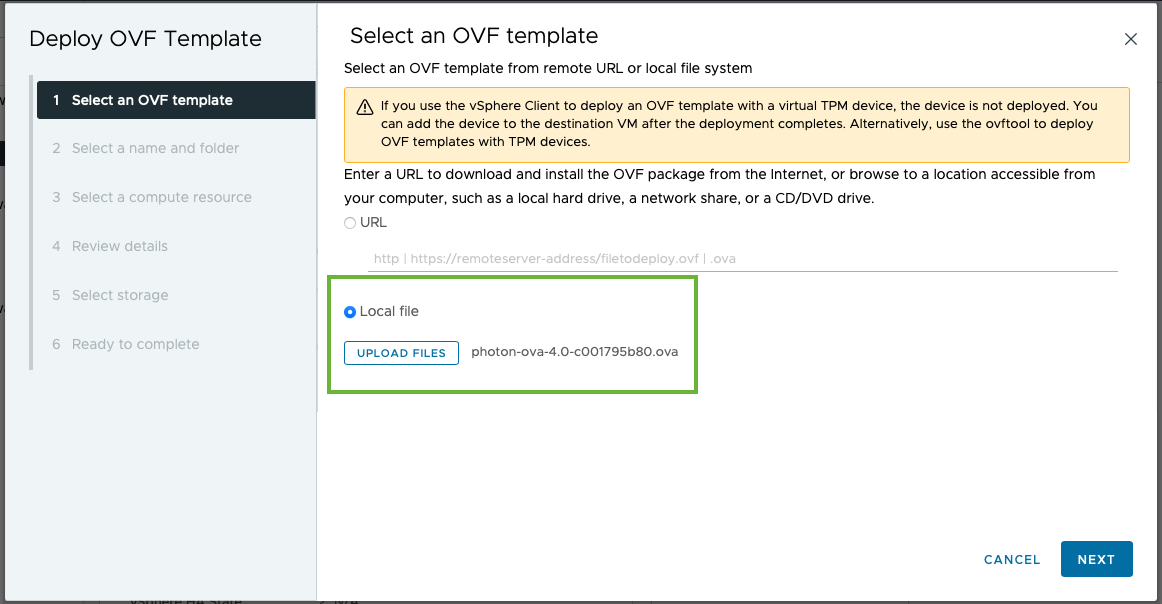 Deploy OVF Template
1 Select an OVF template
2 Select a name and folder
3 Select a compute resource
4 Review details
5 Select storage
6 Ready to complete
Select an OVF template
Select an OVF template from remote URL or local file system
If you use the vSphere Client to deploy an OVF template with a virtual TPM device, the device is not deployed. You
can add the device to the destination VM after the deployment completes. Alternatively, use the ovftool to deploy
OVF templates with TPM devices.
Enter a URL to download and install the OVF package from the Internet, or browse to a location accessible from
your computer, such as a local hard drive, a network share, or a CD/DVD drive.
URL
http | https://remoteserver-address/filetodeploy.ovf | .ova
Local file
UPLOAD FILES photon-ova-4.0-c001795b80.ova
CANCEL NEXT